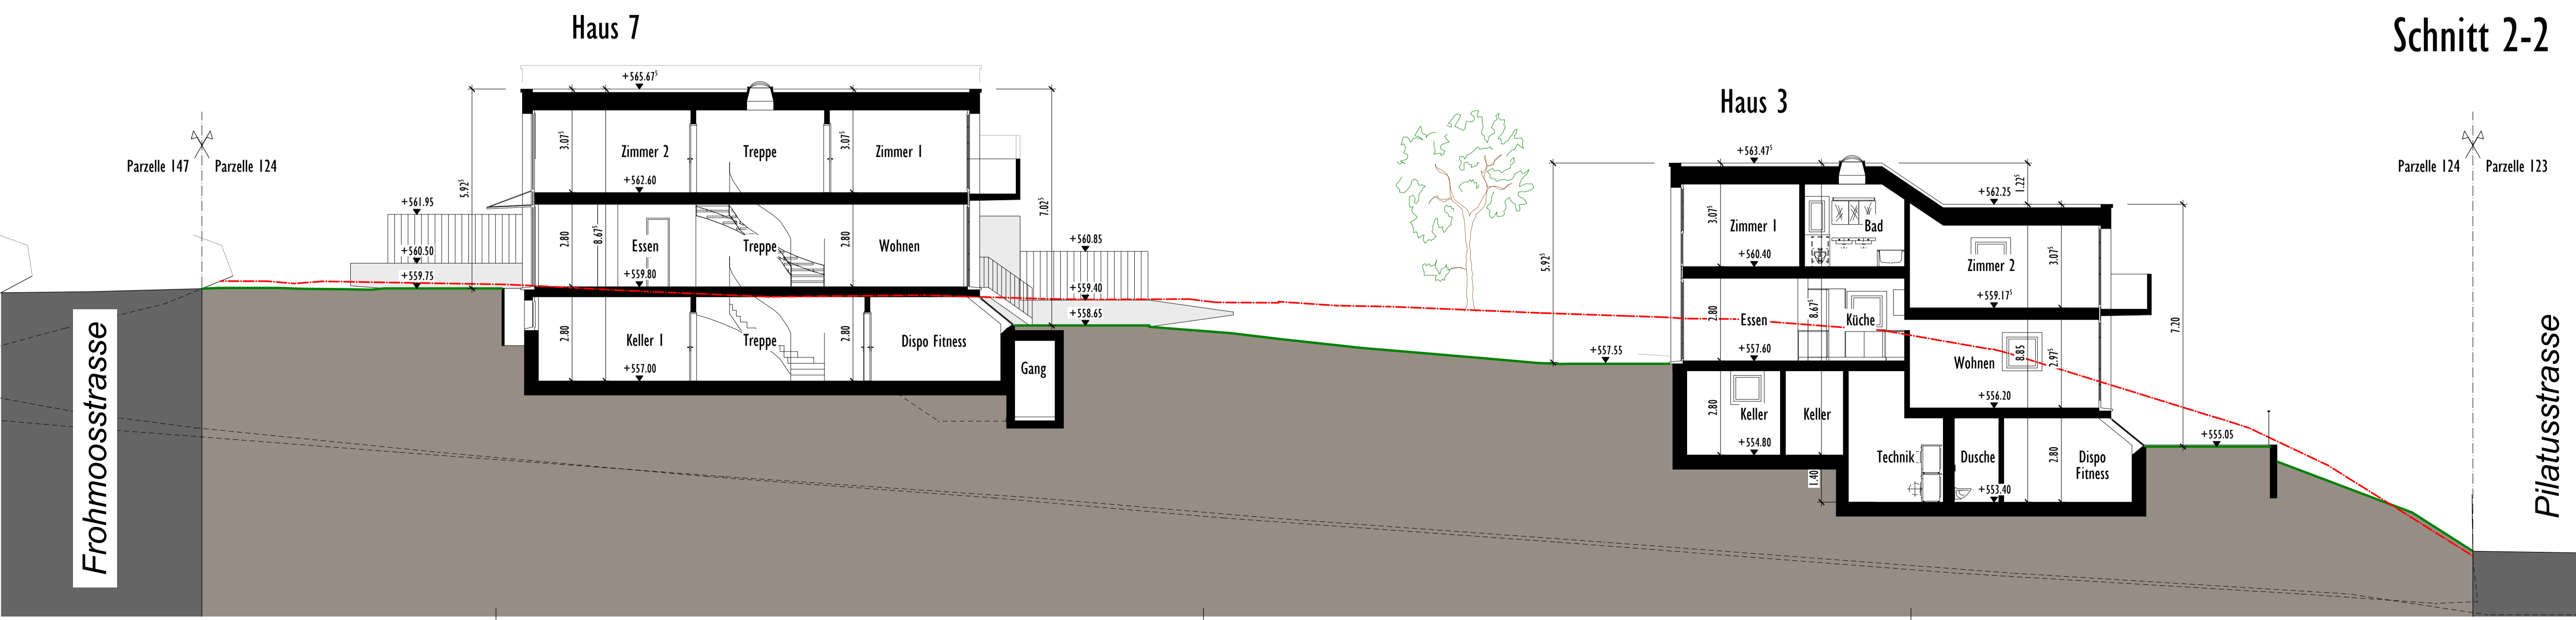 Haus 7
Schnitt 2-2
Haus 3
Parzelle 147
Parzelle 124
+565.67⁵
5.92⁵
3.07⁵
Zimmer 2
Treppe
3.07⁵
Zimmer 1
+562.60
7.02⁵
+561.95
+560.50
+559.75
2.80
8.67⁵
Essen
Treppe
2.80
Wohnen
+559.80
+560.85
+559.40
+558.65
2.80
Keller 1
Treppe
2.80
Dispo Fitness
+557.00
Gang
+563.47⁵
5.92⁵
3.07⁵
Zimmer 1
Bad
+560.40
1.22⁵
+562.25
Zimmer 2
3.07⁵
+559.17⁵
2.80
Essen
8.67⁵
Küche
+557.55
+557.60
Wohnen
8.85
2.97⁵
+556.20
7.20
2.80
Keller
Keller
+554.80
1.40
Technik
Dusche
+553.40
2.80
Dispo
Fitness
+555.05
Parzelle 124
Parzelle 123
Frohmoosstrasse
Pilatusstrasse